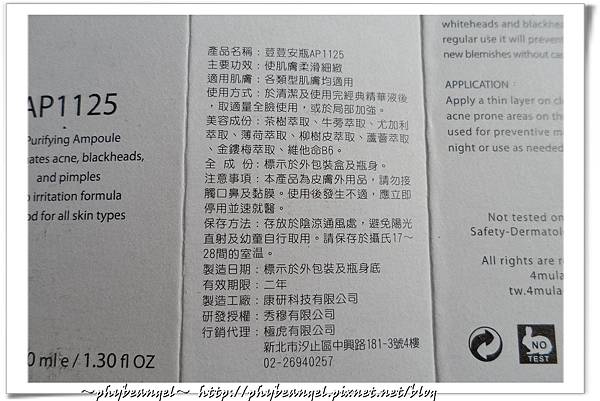 AP1125
Purifying Ampoule
ates acne, blackheads,
and pimples
irritation formula
od for all skin types
0 ml e / 1.30 fl OZ
產品名稱：荳荳安瓶AP1125
主要功效：使肌膚柔滑細緻
適用肌膚：各類型肌膚均適用
使用方式：於清潔及使用完經典精華液後
，取適量全臉使用，或於局部加強。
美容成份：茶樹萃取、牛蒡萃取、尤加利
萃取、薄荷萃取、柳樹皮萃取、蘆薈萃取
、金鏤梅萃取、維他命B6。
全 成 份：標示於外包裝盒及瓶身。
注意事項：本產品為皮膚外用品，請勿接
觸口鼻及黏膜。使用後發生不適，應立即
停用並速就醫。
保存方法：存放於陰涼通風處，避免陽光
直射及幼童自行取用。請保存於攝氏17～
28間的室溫。
製造日期：標示於外包裝及瓶身底
有效期限：二年
製造工廠：康研科技有限公司
研發授權：秀穆有限公司
行銷代理：極虎有限公司
新北市汐止區中興路181-3號4樓
02-26940257
whiteheads and blackhea
regular use it will prevent
new blemishes without cau
APPLICATION :
Apply a thin layer on cl
acne prone areas on th
used for preventive m
night or use as needed
Not tested on
Safety-Dermatol
All rights are r
4mula
tw.4mula
NO
TEST
～phybeangel～ http://phybeangel.pixnet.net/blog